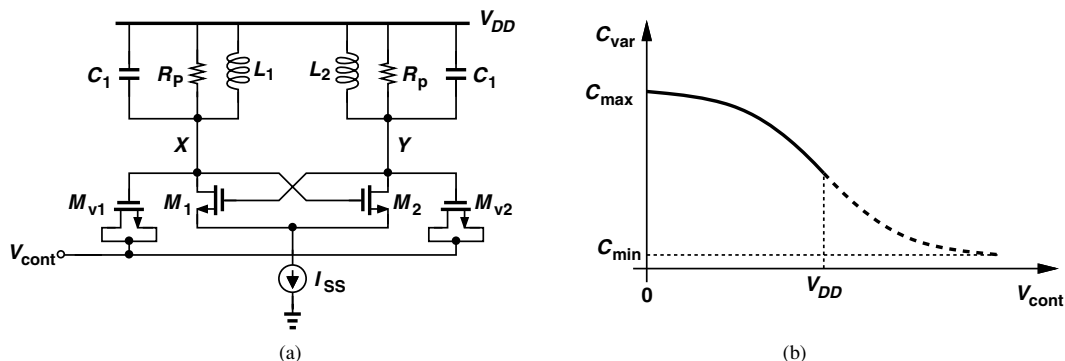 V_DD
C_1
R_P
L_1
L_2
R_p
C_1
X
Y
M_v1
M_1
M_2
M_v2
V_cont
I_SS
(a)
C_var
C_max
C_min
0
V_DD
V_cont
(b)